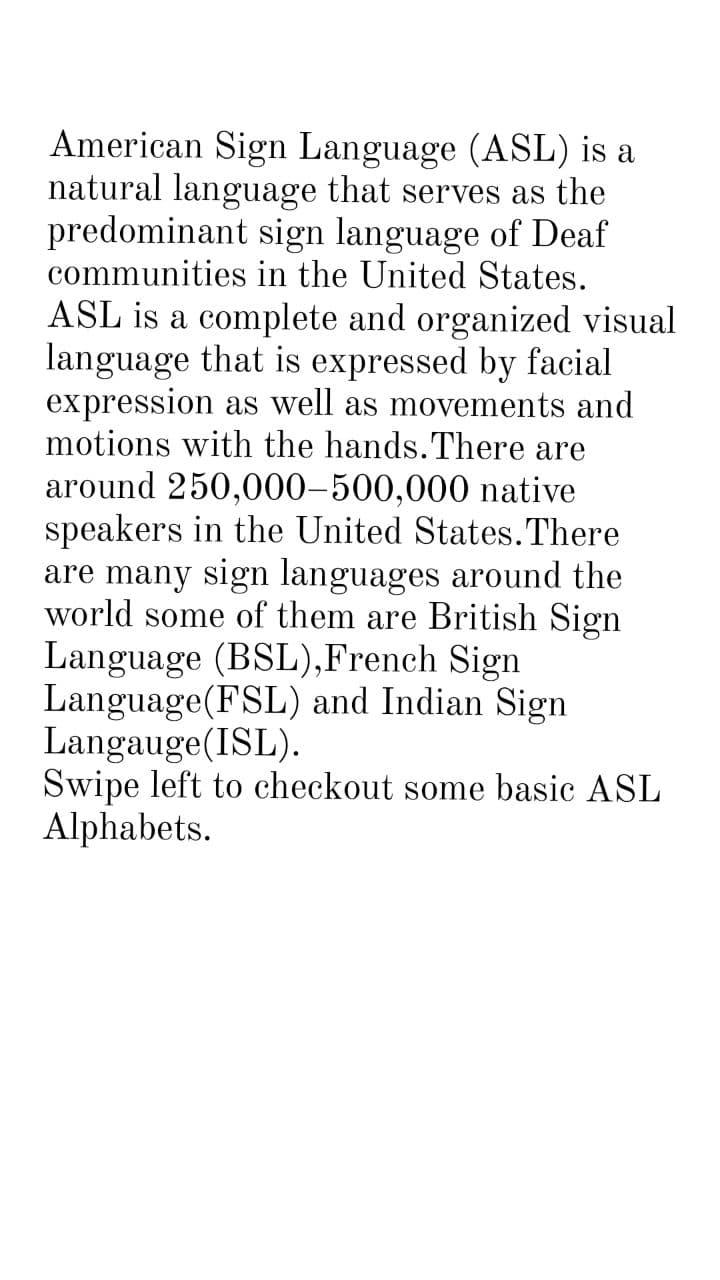 American Sign Language (ASL) is a
natural language that serves as the
predominant sign language of Deaf
communities in the United States.
ASL is a complete and organized visual
language that is expressed by facial
expression as well as movements and
motions with the hands.There are
around 250,000–500,000 native
speakers in the United States.There
are many sign languages around the
world some of them are British Sign
Language (BSL),French Sign
Language(FSL) and Indian Sign
Langauge(ISL).
Swipe left to checkout some basic ASL
Alphabets.